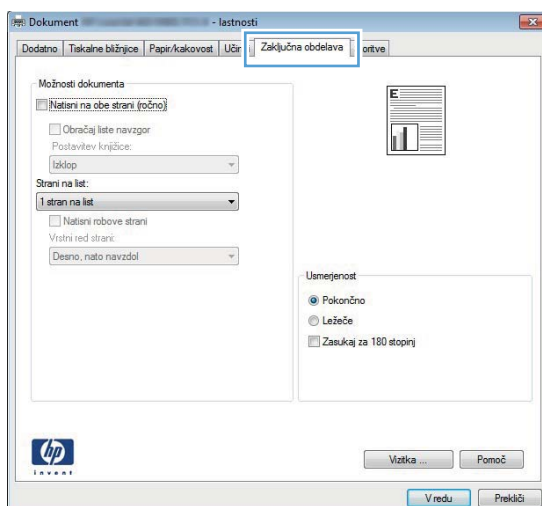 Dokument - lastnosti
Dodatno Tiskalne bližnjice Papir/kakovost Zaključna obdelava
Možnosti dokumenta
Natisni na obe strani (ročno)
Obračaj liste navzgor
Postavitev knjižice:
Izklop
Strani na list:
1 stran na list
Natisni robove strani
Vrstni red strani:
Desno, nato navzdol
E
Usmerjenost
Pokončno
Ležeče
Zasukaj za 180 stopinj
hp
invent
Vizitka ... Pomoč
V redu Prekliči